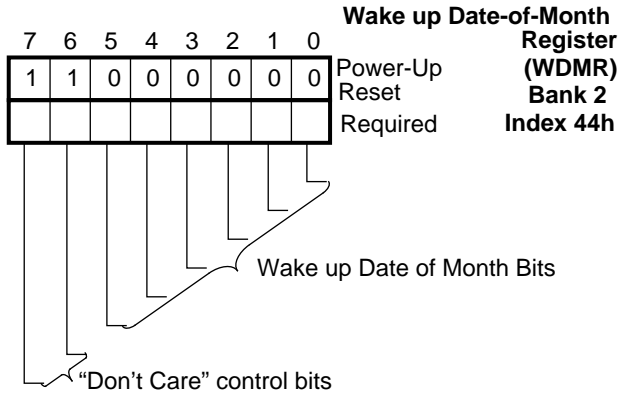 Wake up Date-of-Month
Register
(WDMR)
Bank 2
Index 44h
7 6 5 4 3 2 1 0
1 1 0 0 0 0 0 0
Power-Up
Reset
Required
Wake up Date of Month Bits
“Don’t Care” control bits